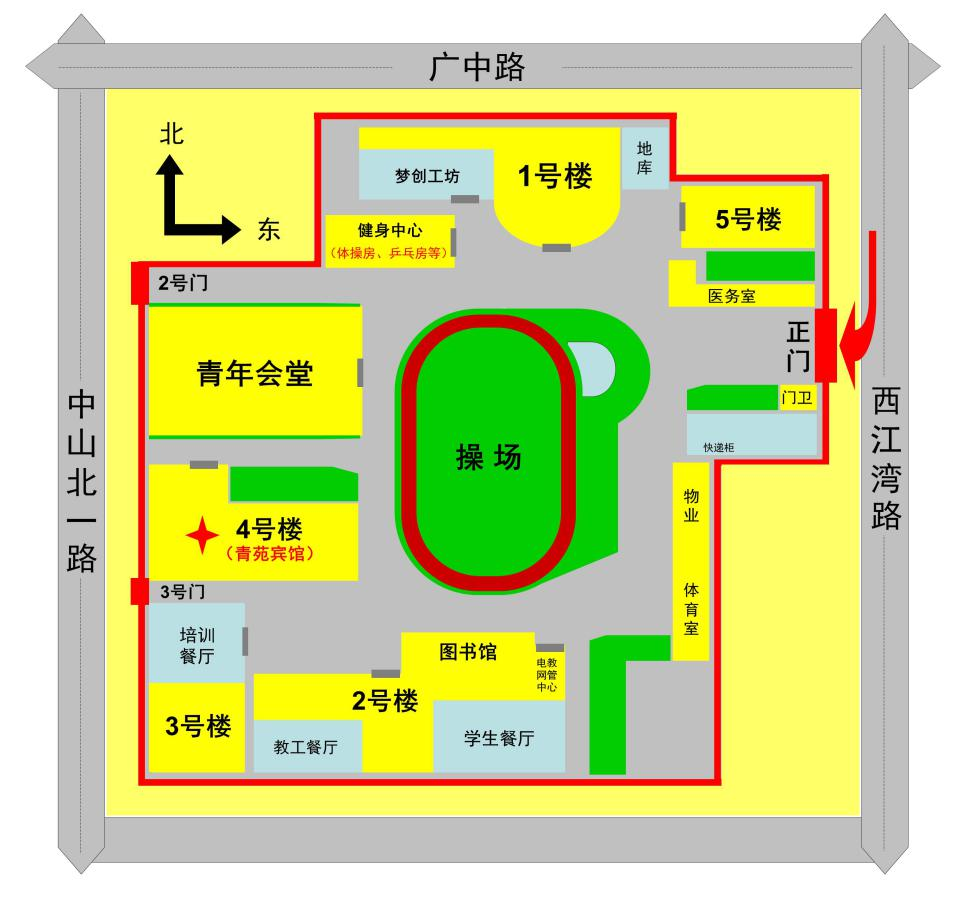 广中路
北
东
中山北一路
西江湾路
梦创工坊
1号楼
地库
5号楼
健身中心
（体操房、乒乓房等）
医务室
2号门
正门
青年会堂
门卫
快递柜
操场
4号楼
（青苑宾馆）
物业
体育室
3号门
培训
餐厅
图书馆
电教
网管
中心
2号楼
3号楼
教工餐厅
学生餐厅